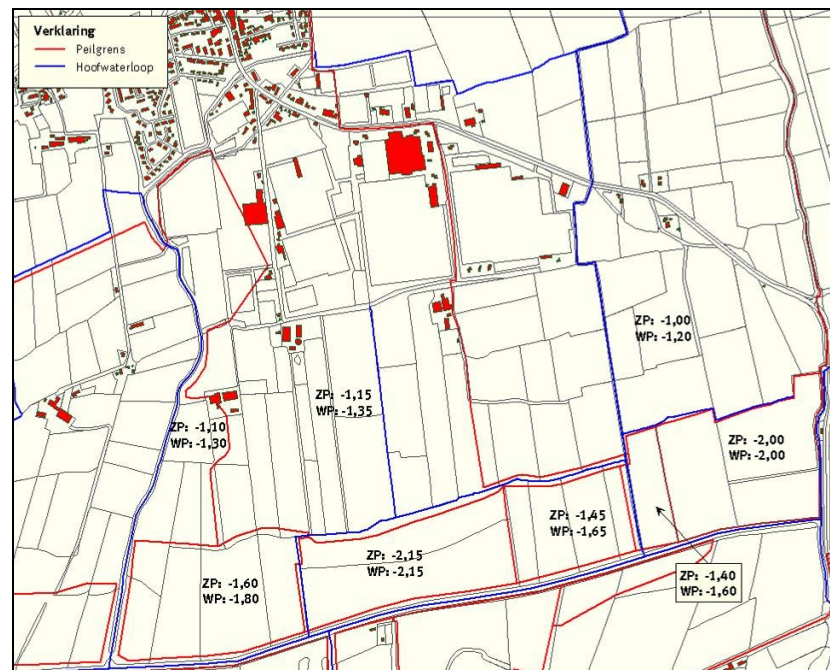 Verklaring
Peilgrens
Hoofwaterloop
ZP: -1,00
WP: -1,20
ZP: -1,15
WP: -1,35
ZP: -1,10
WP: -1,30
ZP: -2,00
WP: -2,00
ZP: -1,45
WP: -1,65
ZP: -2,15
WP: -2,15
ZP: -1,60
WP: -1,80
ZP: -1,40
WP: -1,60